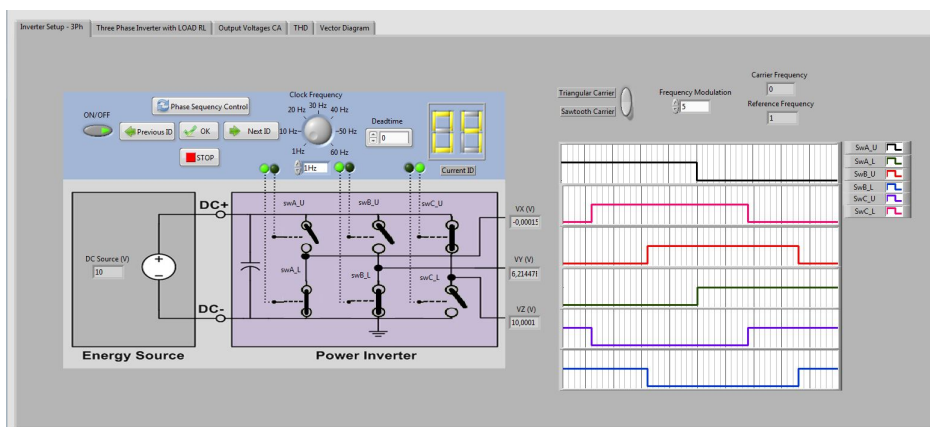 Inverter Setup - 3Ph
Three Phase Inverter with LOAD RL
Output Voltages CA
THD
Vector Diagram
ON/OFF
Phase Sequency Control
Previous ID
OK
Next ID
STOP
Clock Frequency
1Hz
10 Hz
20 Hz
30 Hz
40 Hz
50 Hz
60 Hz
1Hz
Deadtime
0
Current ID
DC Source (V)
10
Energy Source
DC+
DC-
swA_U
swB_U
swC_U
swA_L
swB_L
swC_L
Power Inverter
VX (V)
-0,00015
VY (V)
VZ (V)
10,0001
Triangular Carrier
Sawtooth Carrier
Frequency Modulation
5
Carrier Frequency
0
Reference Frequency
1
SwA_U
SwA_L
SwB_U
SwB_L
SwC_U
SwC_L